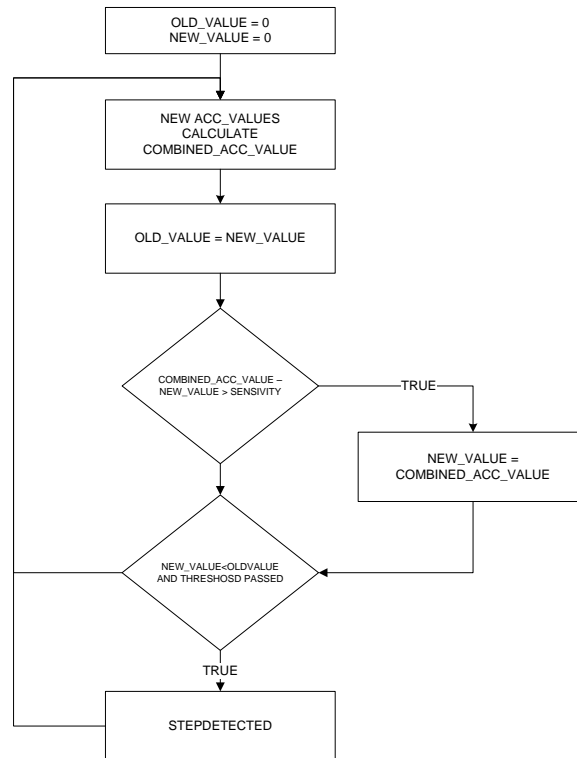 OLD_VALUE = 0
NEW_VALUE = 0
NEW ACC_VALUES
CALCULATE
COMBINED_ACC_VALUE
OLD_VALUE = NEW_VALUE
COMBINED_ACC_VALUE –
NEW_VALUE > SENSIVITY
TRUE
NEW_VALUE =
COMBINED_ACC_VALUE
NEW_VALUE<OLDVALUE
AND THRESHOSD PASSED
TRUE
STEPDETECTED